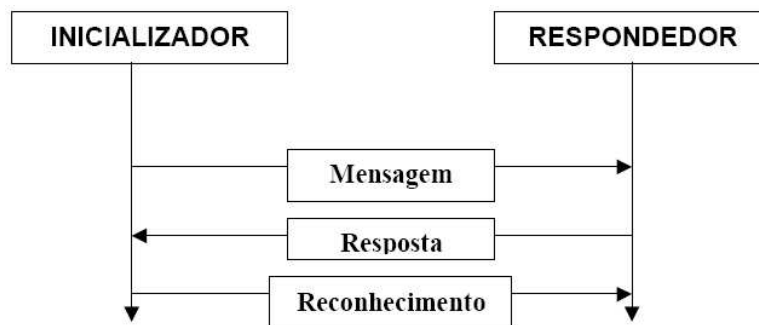 INICIALIZADOR
RESPONDEDOR
Mensagem
Resposta
Reconhecimento